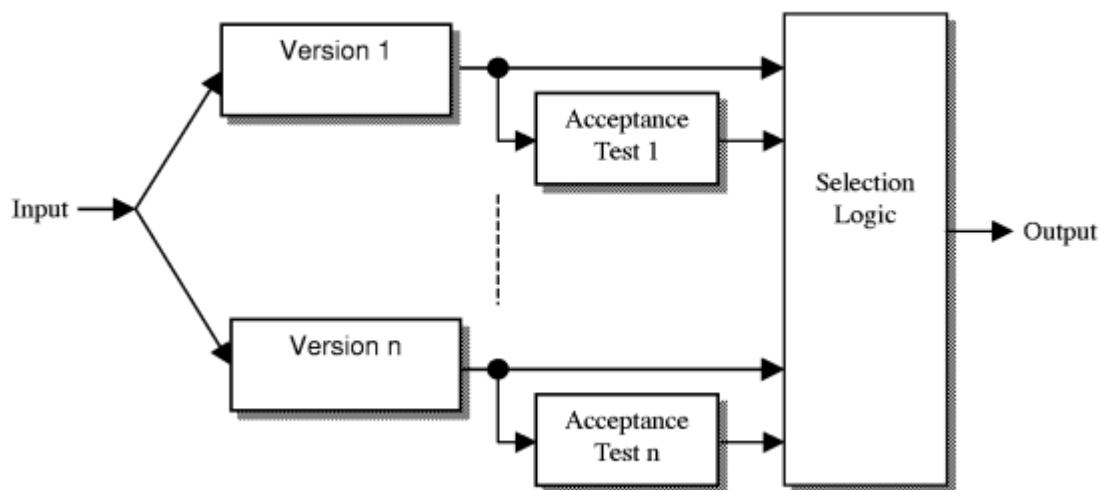 Version 1
Acceptance
Test 1
Input
Selection
Logic
Output
Version n
Acceptance
Test n